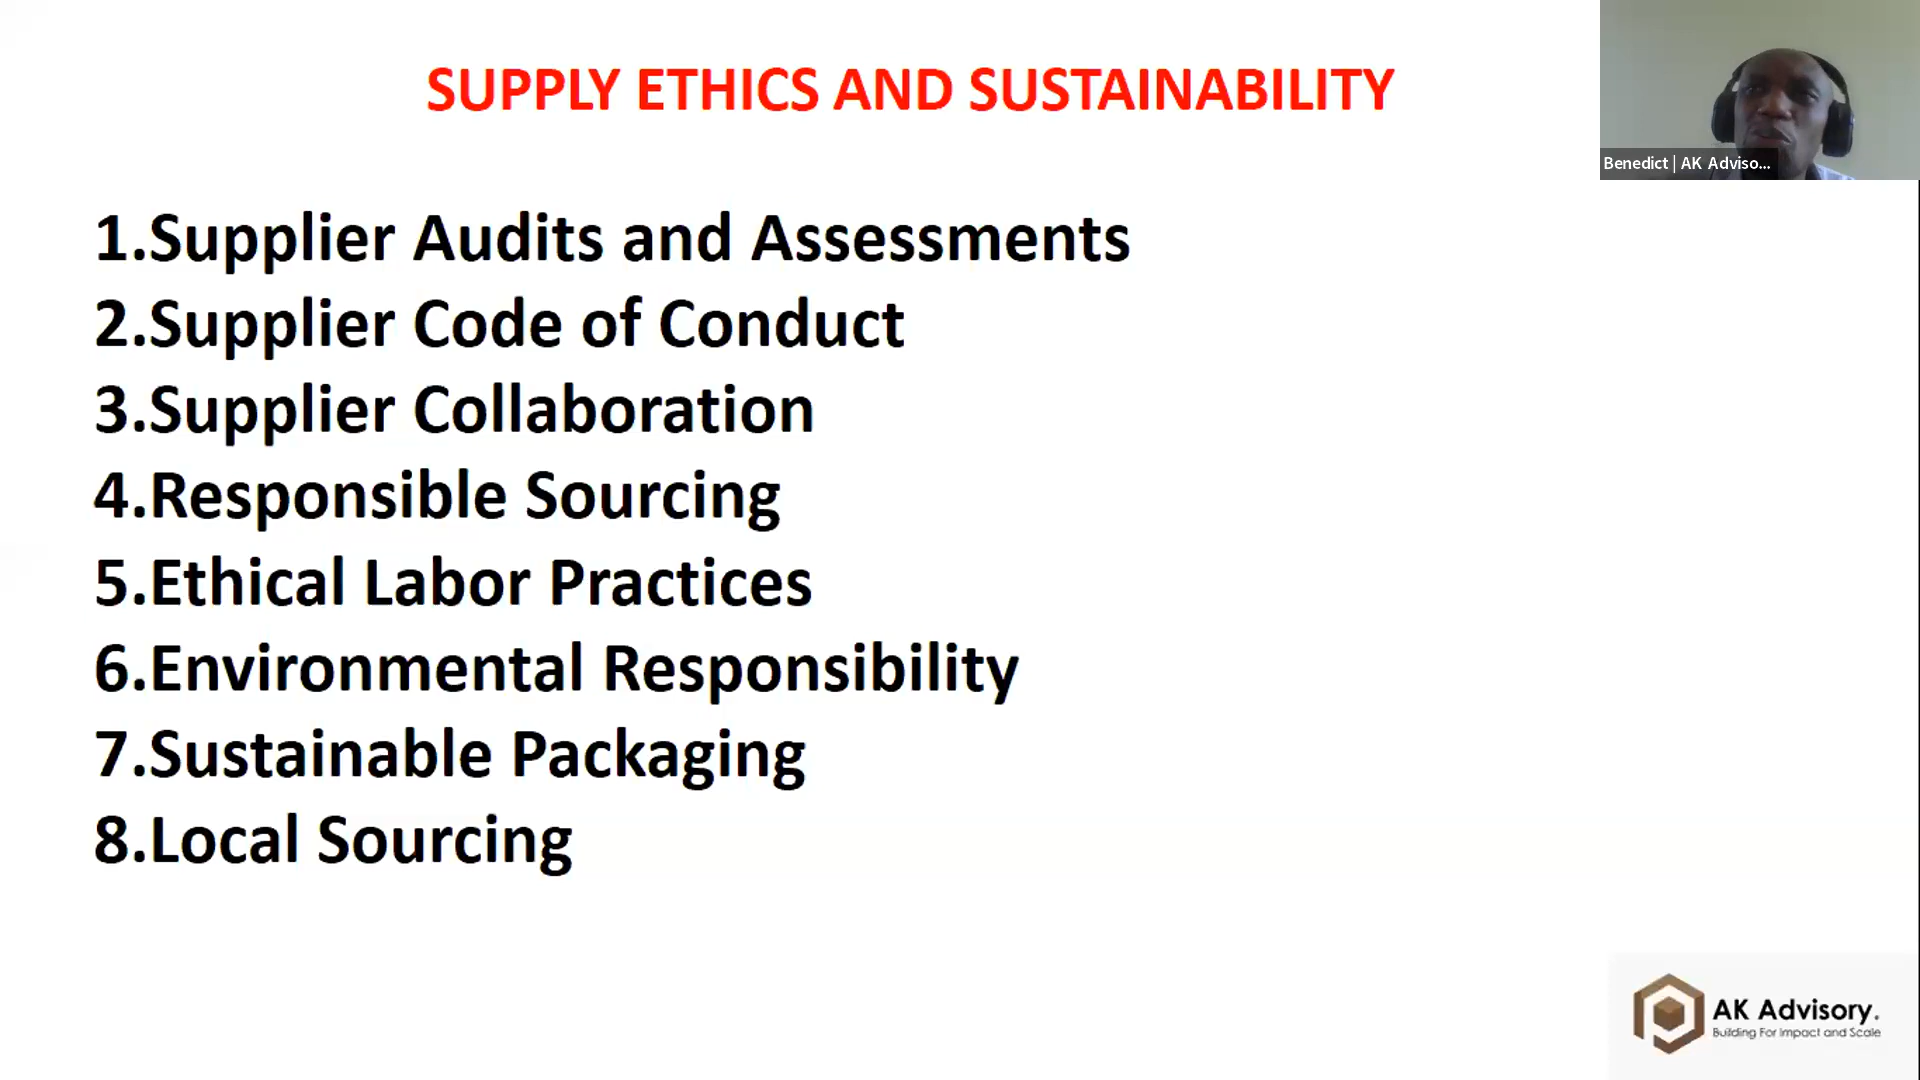 SUPPLY ETHICS AND SUSTAINABILITY
Benedict | AK Adviso...
1.Supplier Audits and Assessments
2.Supplier Code of Conduct
3.Supplier Collaboration
4.Responsible Sourcing
5.Ethical Labor Practices
6.Environmental Responsibility
7.Sustainable Packaging
8.Local Sourcing
AK Advisory.
Building For Impact and Scale